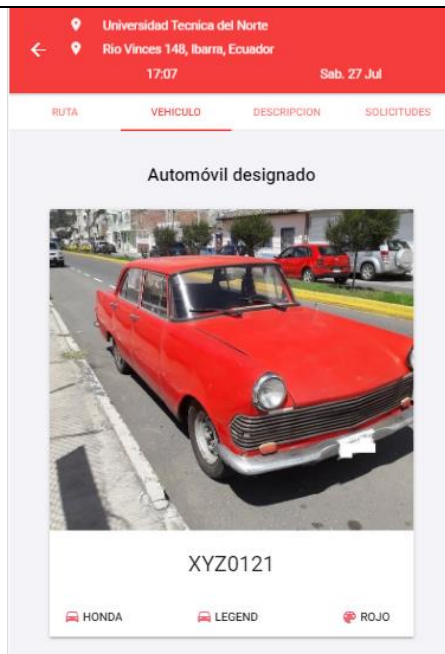 Universidad Tecnica del Norte
Río Vinces 148, Ibarra, Ecuador
17:07 Sab. 27 Jul
RUTA VEHICULO DESCRIPCION SOLICITUDES
Automóvil designado
XYZ0121
HONDA LEGEND ROJO